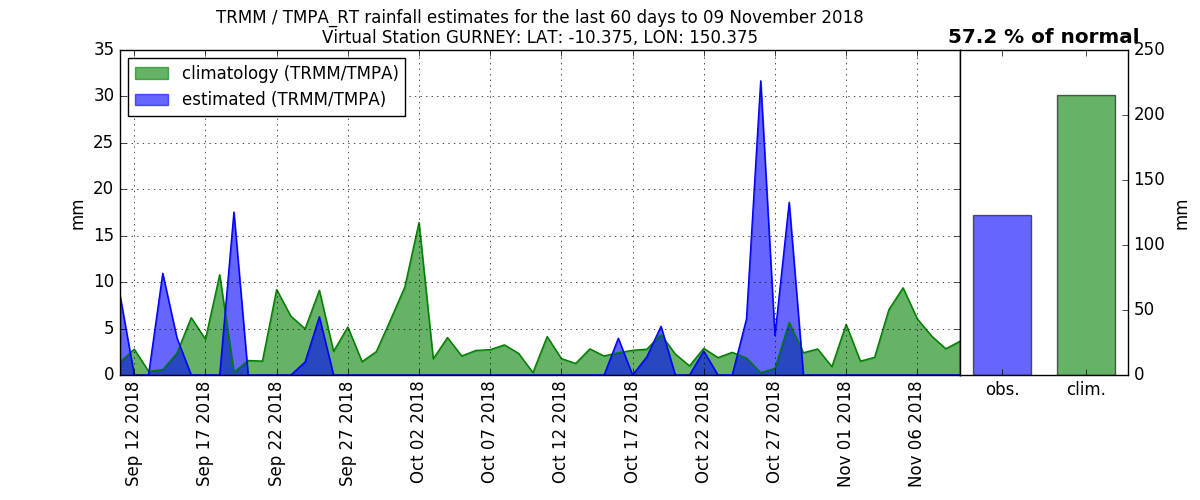 TRMM / TMPA_RT rainfall estimates for the last 60 days to 09 November 2018
Virtual Station GURNEY: LAT: -10.375, LON: 150.375
57.2 % of normal
climatology (TRMM/TMPA)
estimated (TRMM/TMPA)
35
30
25
20
15
10
5
0
mm
250
200
150
100
50
0
mm
Sep 12 2018
Sep 17 2018
Sep 22 2018
Sep 27 2018
Oct 02 2018
Oct 07 2018
Oct 12 2018
Oct 17 2018
Oct 22 2018
Oct 27 2018
Nov 01 2018
Nov 06 2018
obs.
clim.